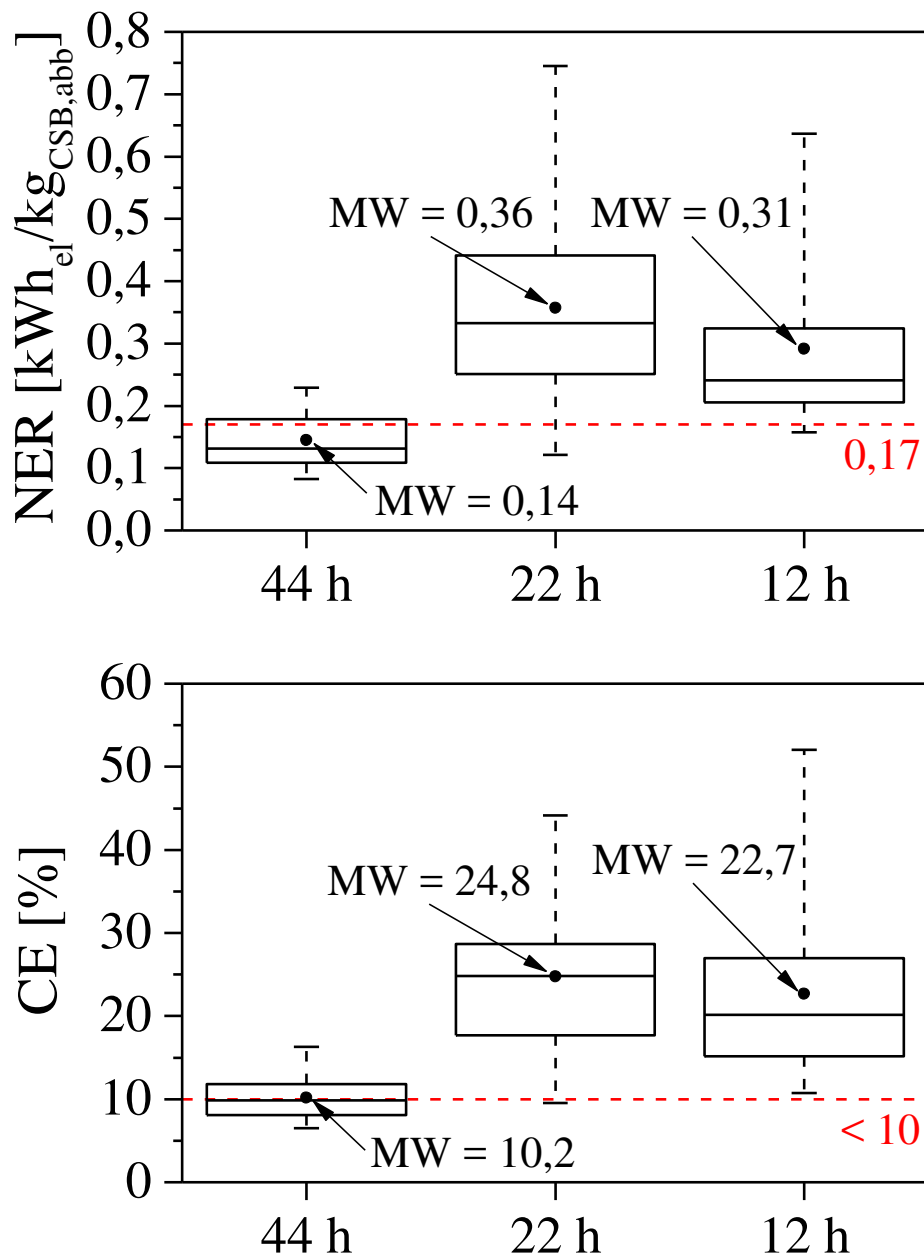 NER [kWh_el/kg_CSB,abb]
0,8
0,7
0,6
0,5
0,4
0,3
0,2
0,1
0,0
MW = 0,36
MW = 0,31
MW = 0,14
0,17
44 h
22 h
12 h
CE [%]
60
50
40
30
20
10
0
MW = 24,8
MW = 22,7
MW = 10,2
< 10
44 h
22 h
12 h